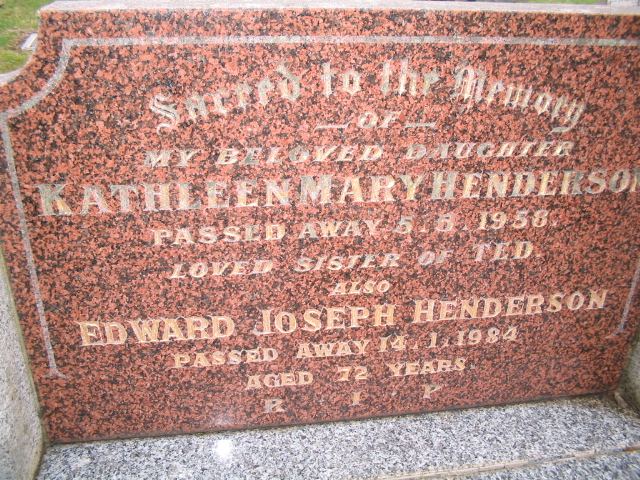 Sacred to the Memory
— OF —
MY BELOVED DAUGHTER
KATHLEEN MARY HENDERSON
PASSED AWAY 5. 5. 1958.
LOVED SISTER OF TED.
ALSO
EDWARD JOSEPH HENDERSON
PASSED AWAY 14. 1. 1984
AGED 72 YEARS.
R I P